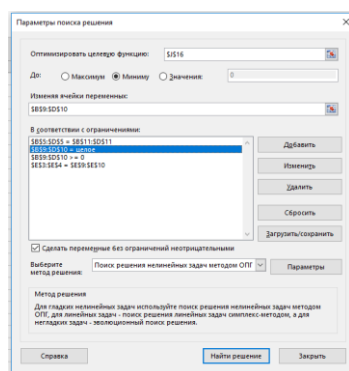 Параметры поиска решения
Оптимизировать целевую функцию: $J$16
До: Максимум Миниму Значения: 0
Изменяя ячейки переменных:
$B$9:$D$10
В соответствии с ограничениями:
$B$5:$D$5 = $B$11:$D$11
$B$9:$D$10 = целое
$B$9:$D$10 >= 0
$E$3:$E$4 = $E$9:$E$10
Добавить
Изменить
Удалить
Сбросить
Загрузить/сохранить
Сделать переменные без ограничений неотрицательными
Выберите
метод решения: Поиск решения нелинейных задач методом ОПГ Параметры
Метод решения
Для гладких нелинейных задач используйте поиск решения нелинейных задач методом
ОПГ, для линейных задач - поиск решения линейных задач симплекс-методом, а для
негладких задач - эволюционный поиск решения.
Справка Найти решение Закрыть